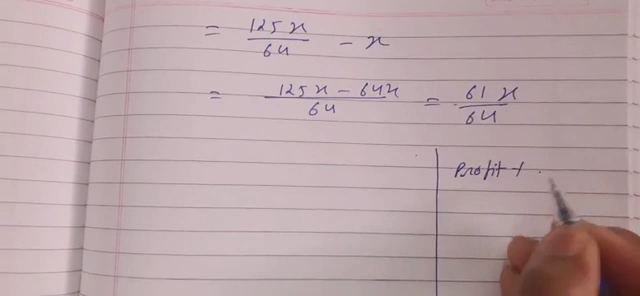 = 125x/64 - x
= 125x - 64x/64 = 61x/64
Profit